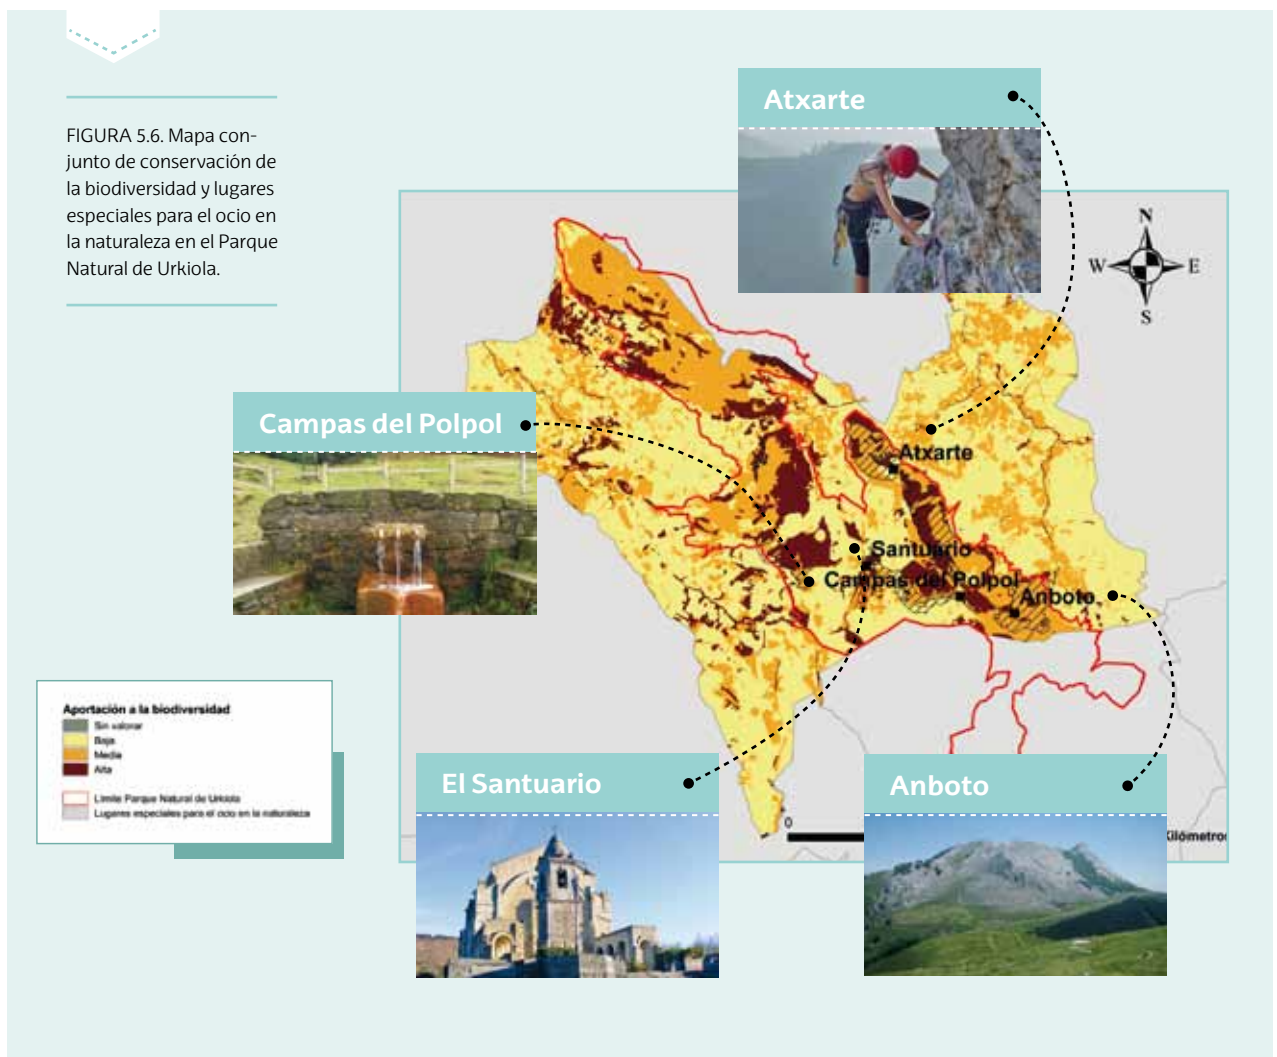 FIGURA 5.6. Mapa con-
junto de conservación de
la biodiversidad y lugares
especiales para el ocio en
la naturaleza en el Parque
Natural de Urkiola.
Atxarte
N
W
E
S
Campas del Polpol
Atxarte
Santuario
Campas del Polpol
Anboto
Aportación a la biodiversidad
Sin valorar
Baja
Media
Alta
Límite Parque Natural de Urkiola
Lugares especiales para el ocio en la naturaleza
El Santuario
Anboto
0
Kilómetros